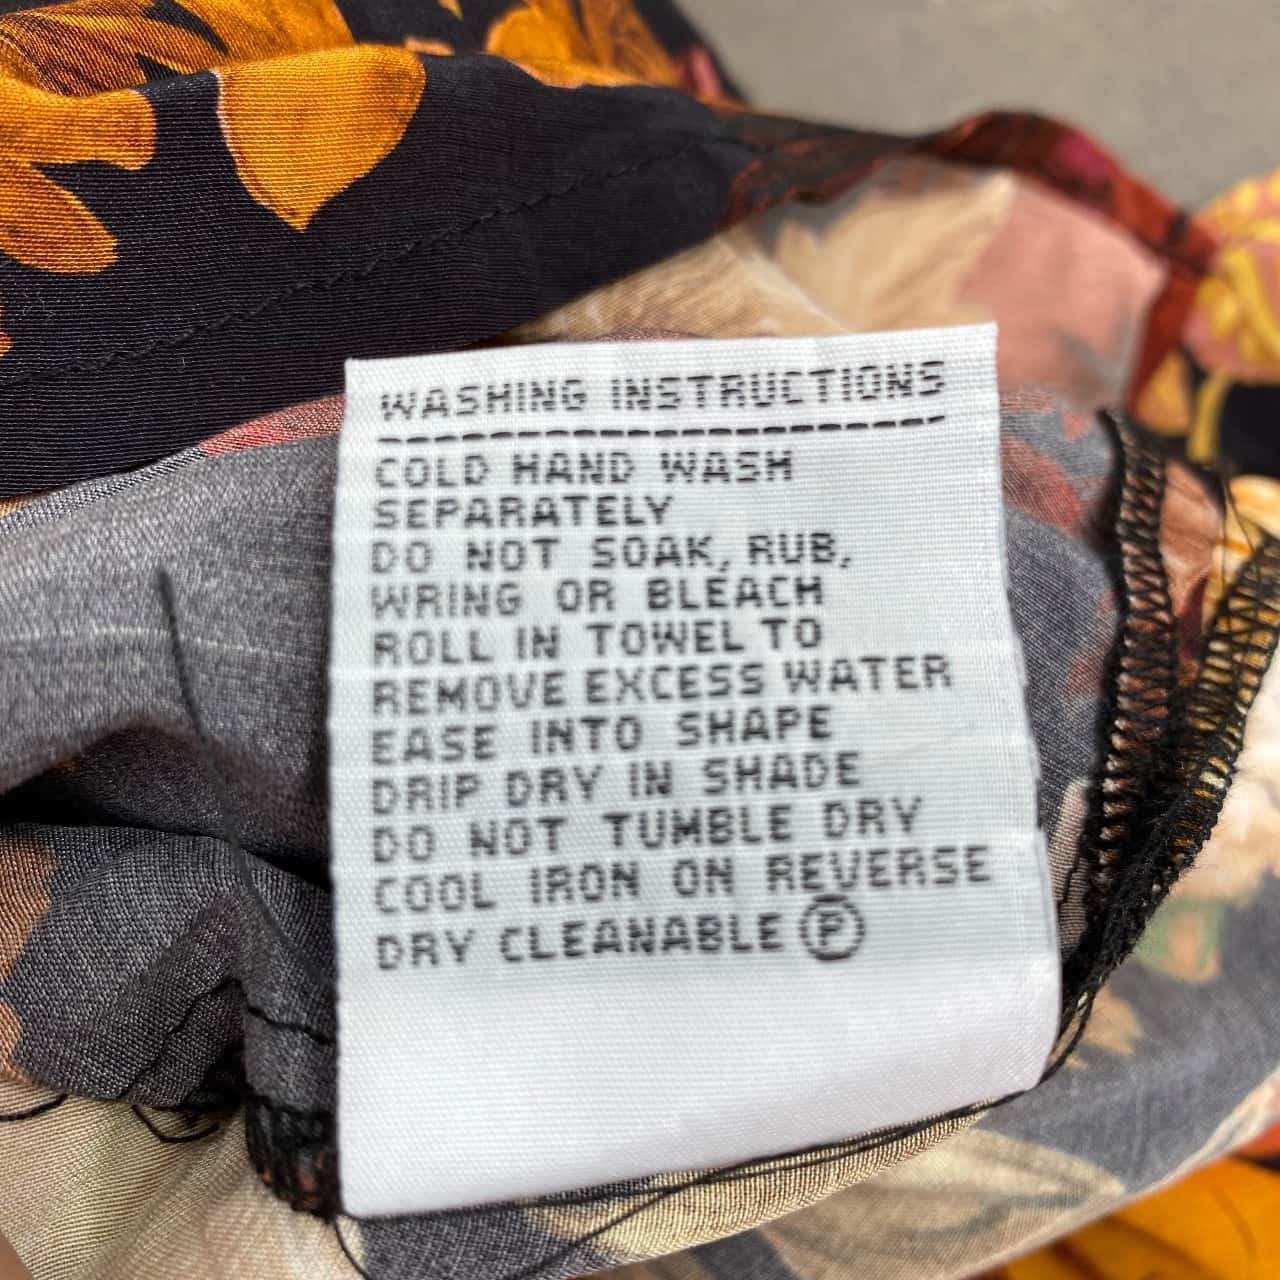 WASHING INSTRUCTIONS
COLD HAND WASH
SEPARATELY
DO NOT SOAK, RUB,
WRING OR BLEACH
ROLL IN TOWEL TO
REMOVE EXCESS WATER
EASE INTO SHAPE
DRIP DRY IN SHADE
DO NOT TUMBLE DRY
COOL IRON ON REVERSE
DRY CLEANABLE Ⓟ